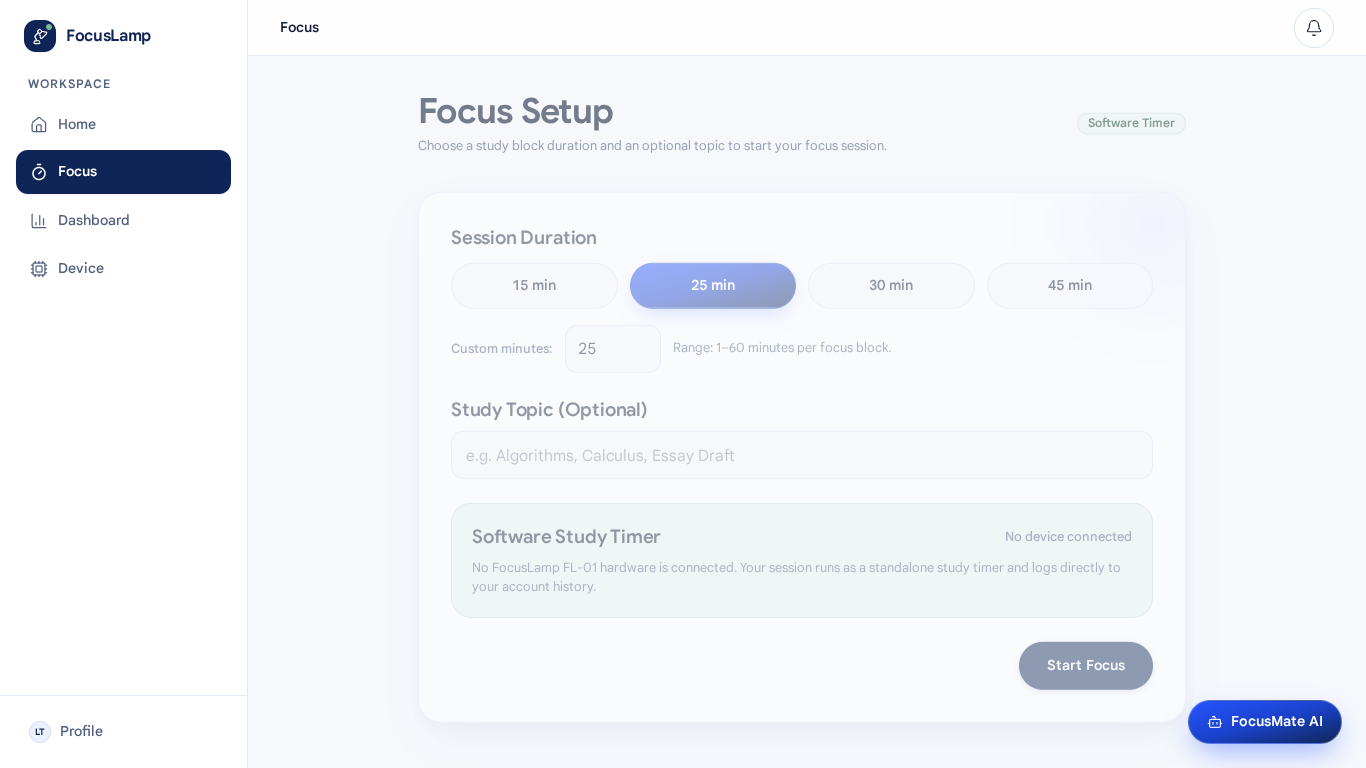 FocusLamp
WORKSPACE
Home
Focus
Dashboard
Device
LT
Profile
Focus
Focus Setup
Software Timer
Choose a study block duration and an optional topic to start your focus session.
Session Duration
15 min
25 min
30 min
45 min
Custom minutes:
25
Range: 1–60 minutes per focus block.
Study Topic (Optional)
e.g. Algorithms, Calculus, Essay Draft
Software Study Timer
No device connected
No FocusLamp FL-01 hardware is connected. Your session runs as a standalone study timer and logs directly to
your account history.
Start Focus
FocusMate AI